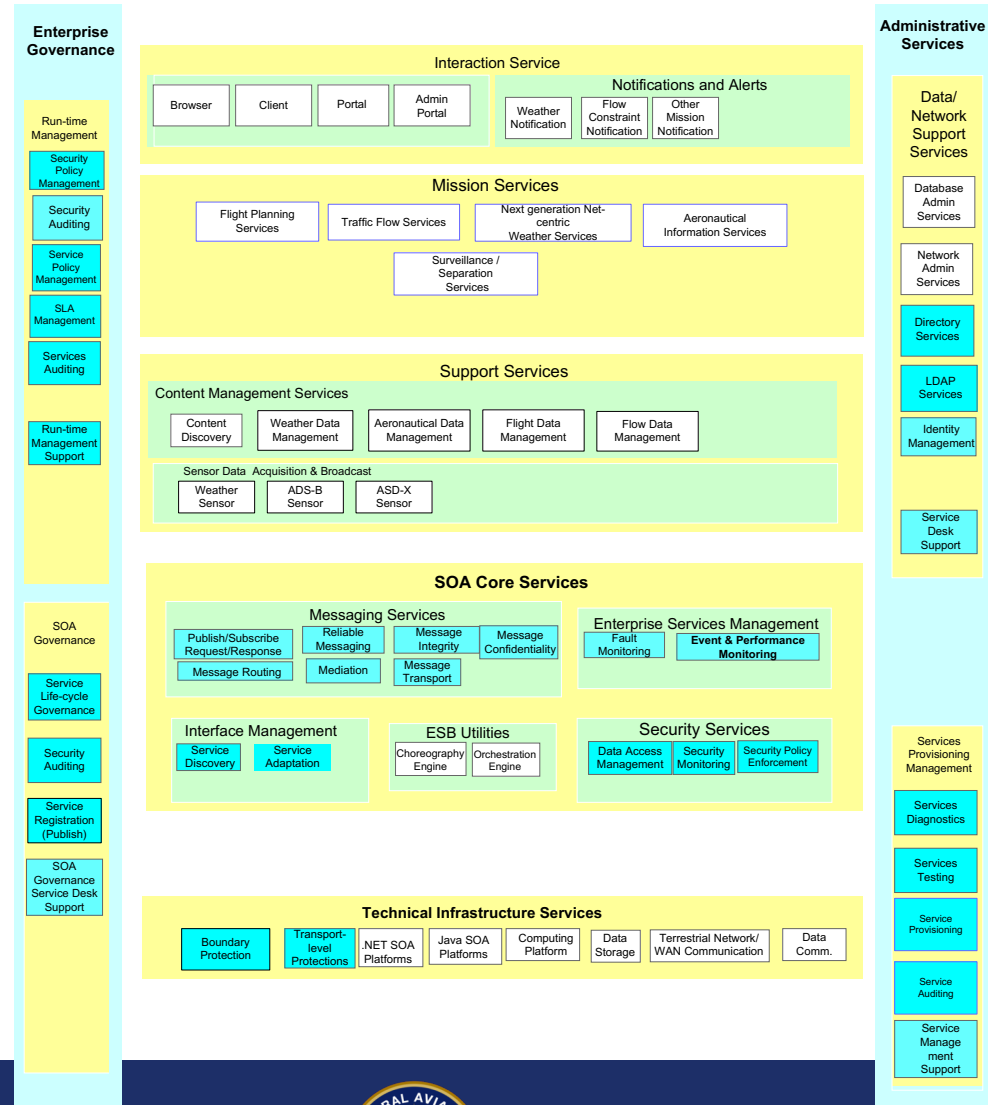 Enterprise
Governance
Run-time
Management
Security
Policy
Management
Security
Auditing
Service
Policy
Management
SLA
Management
Services
Auditing
Run-time
Management
Support
SOA
Governance
Service
Life-cycle
Governance
Security
Auditing
Service
Registration
(Publish)
SOA
Governance
Service Desk
Support
Interaction Service
Browser
Client
Portal
Admin
Portal
Notifications and Alerts
Weather
Notification
Flow
Constraint
Notification
Other
Mission
Notification
Mission Services
Flight Planning
Services
Traffic Flow Services
Next generation Net-
centric
Weather Services
Aeronautical
Information Services
Surveillance /
Separation
Services
Support Services
Content Management Services
Content
Discovery
Weather Data
Management
Aeronautical Data
Management
Flight Data
Management
Flow Data
Management
Sensor Data Acquisition & Broadcast
Weather
Sensor
ADS-B
Sensor
ASD-X
Sensor
SOA Core Services
Messaging Services
Publish/Subscribe
Request/Response
Reliable
Messaging
Message
Integrity
Message
Confidentiality
Message Routing
Mediation
Message
Transport
Enterprise Services Management
Fault
Monitoring
Event & Performance
Monitoring
Interface Management
Service
Discovery
Service
Adaptation
ESB Utilities
Choreography
Engine
Orchestration
Engine
Security Services
Data Access
Management
Security
Monitoring
Security Policy
Enforcement
Technical Infrastructure Services
Boundary
Protection
Transport-
level
Protections
.NET SOA
Platforms
Java SOA
Platforms
Computing
Platform
Data
Storage
Terrestrial Network/
WAN Communication
Data
Comm.
Administrative
Services
Data/
Network
Support
Services
Database
Admin
Services
Network
Admin
Services
Directory
Services
LDAP
Services
Identity
Management
Service
Desk
Support
Services
Provisioning
Management
Services
Diagnostics
Services
Testing
Service
Provisioning
Service
Auditing
Service
Manage
ment
Support